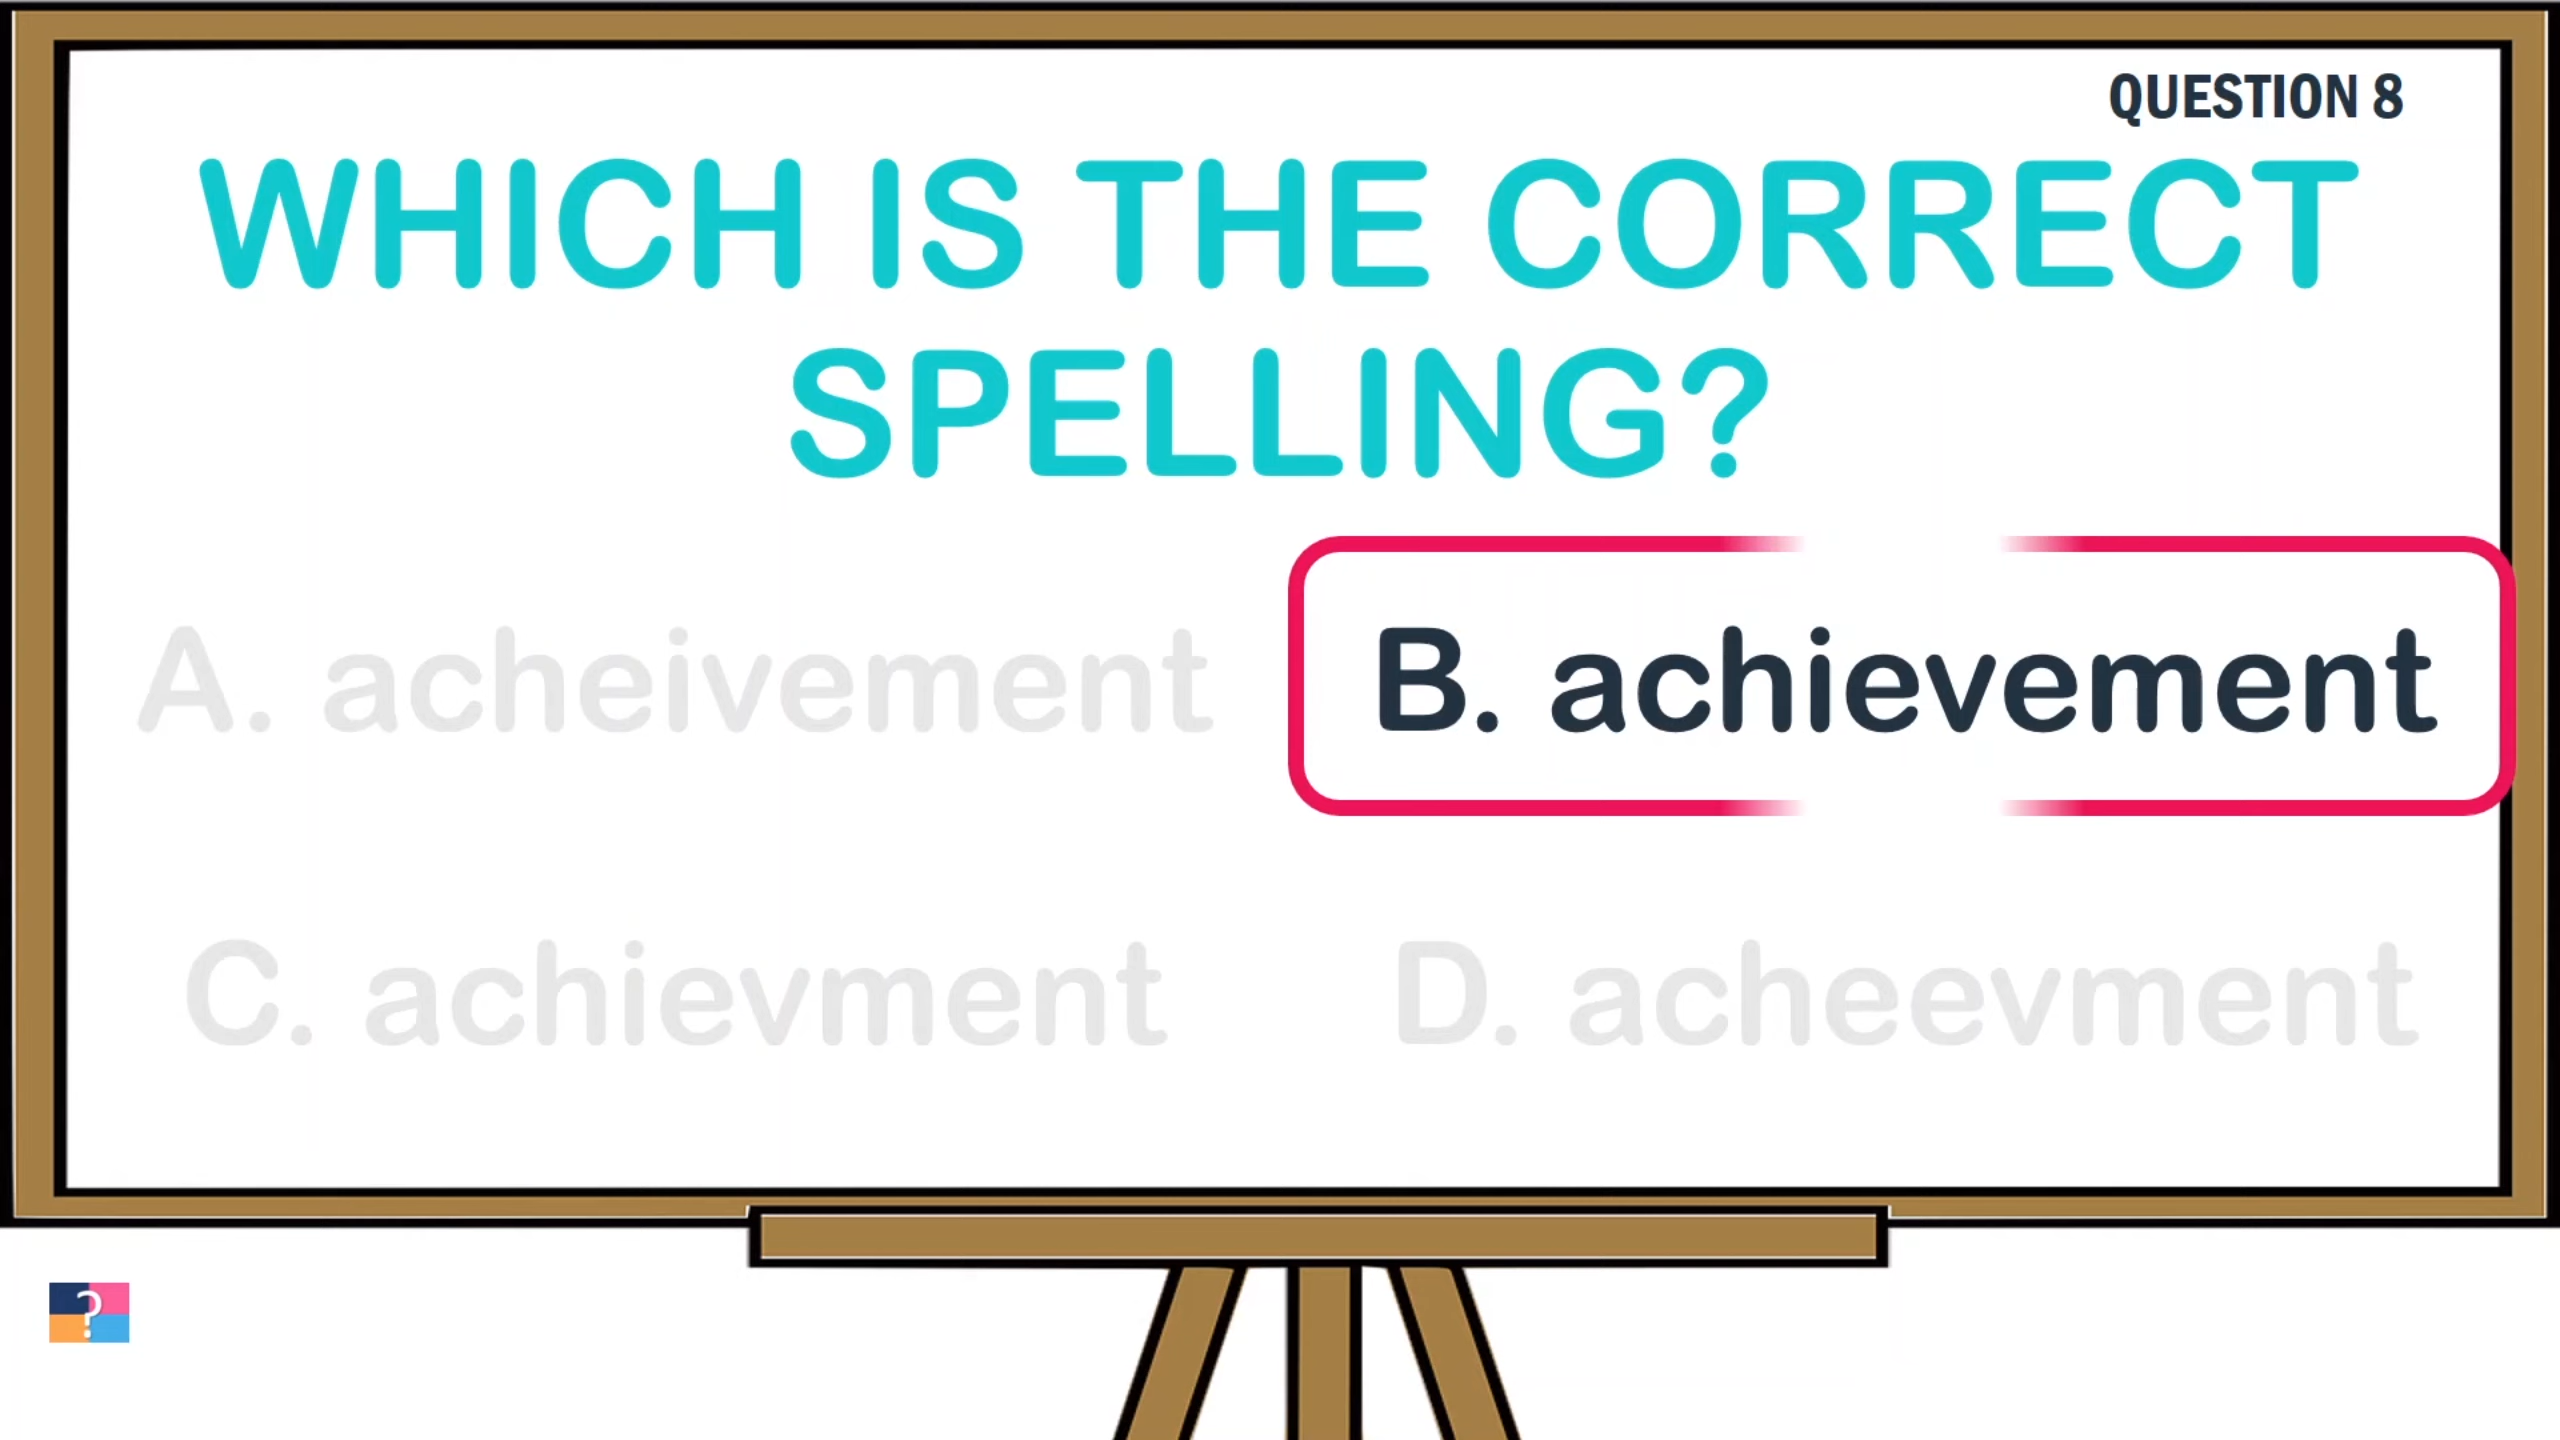 QUESTION 8
WHICH IS THE CORRECT
SPELLING?
A. acheivement
B. achievement
C. achievment
D. acheevment
?